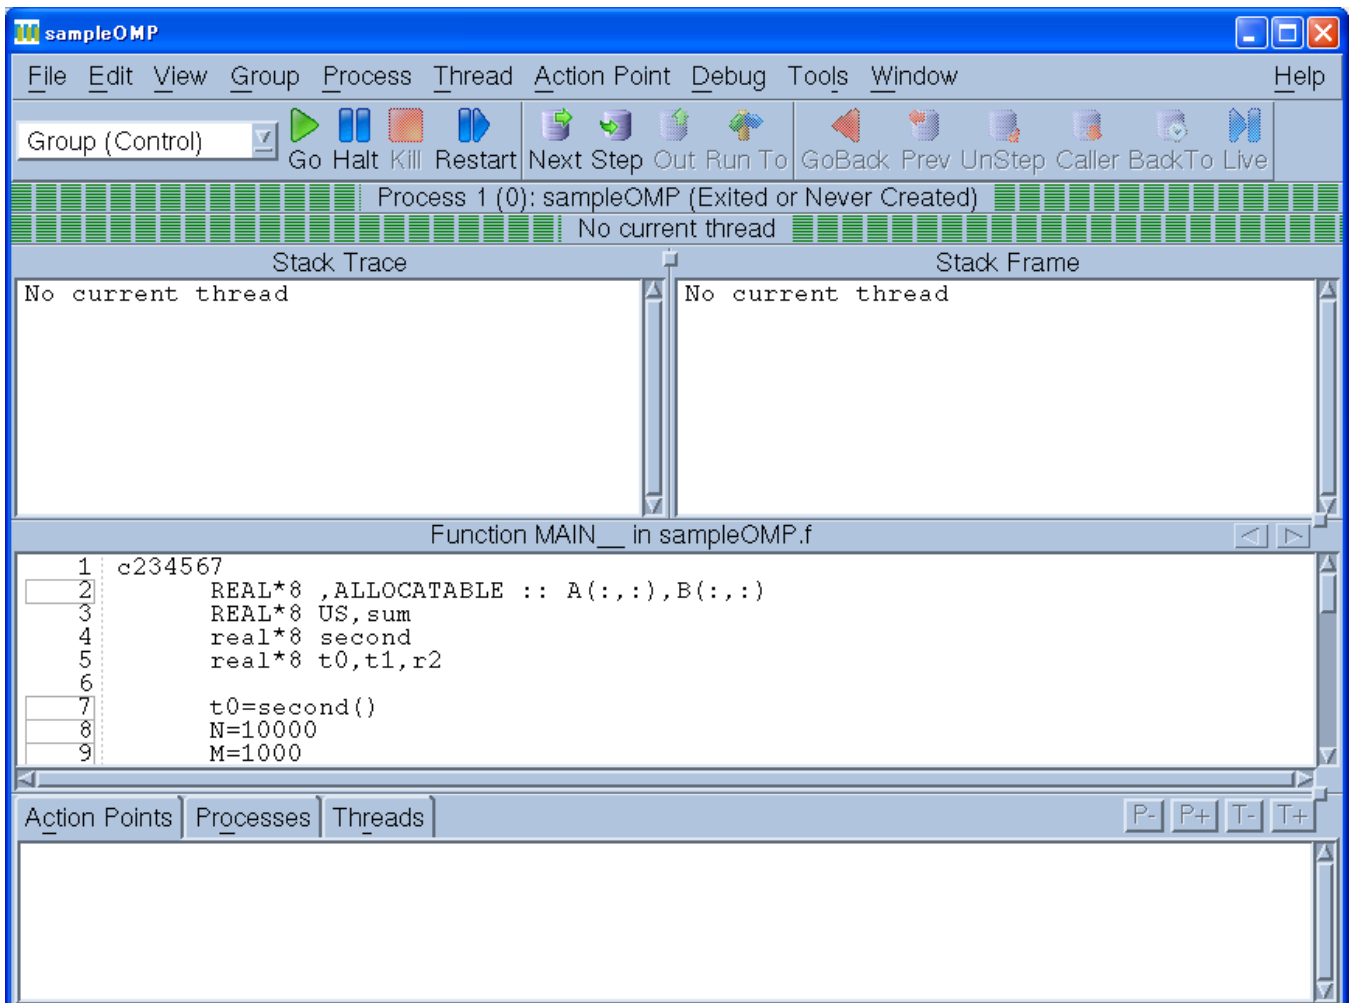 sampleOMP
File Edit View Group Process Thread Action Point Debug Tools Window Help
Group (Control) Go Halt Kill Restart Next Step Out Run To GoBack Prev UnStep Caller BackTo Live
Process 1 (0): sampleOMP (Exited or Never Created)
No current thread
Stack Trace Stack Frame
No current thread No current thread
Function MAIN__ in sampleOMP.f
1 c234567
2 REAL*8 ,ALLOCATABLE :: A(:,:),B(:,:)
3 REAL*8 US,sum
4 real*8 second
5 real*8 t0,t1,r2
6
7 t0=second()
8 N=10000
9 M=1000
Action Points Processes Threads P- P+ T- T+